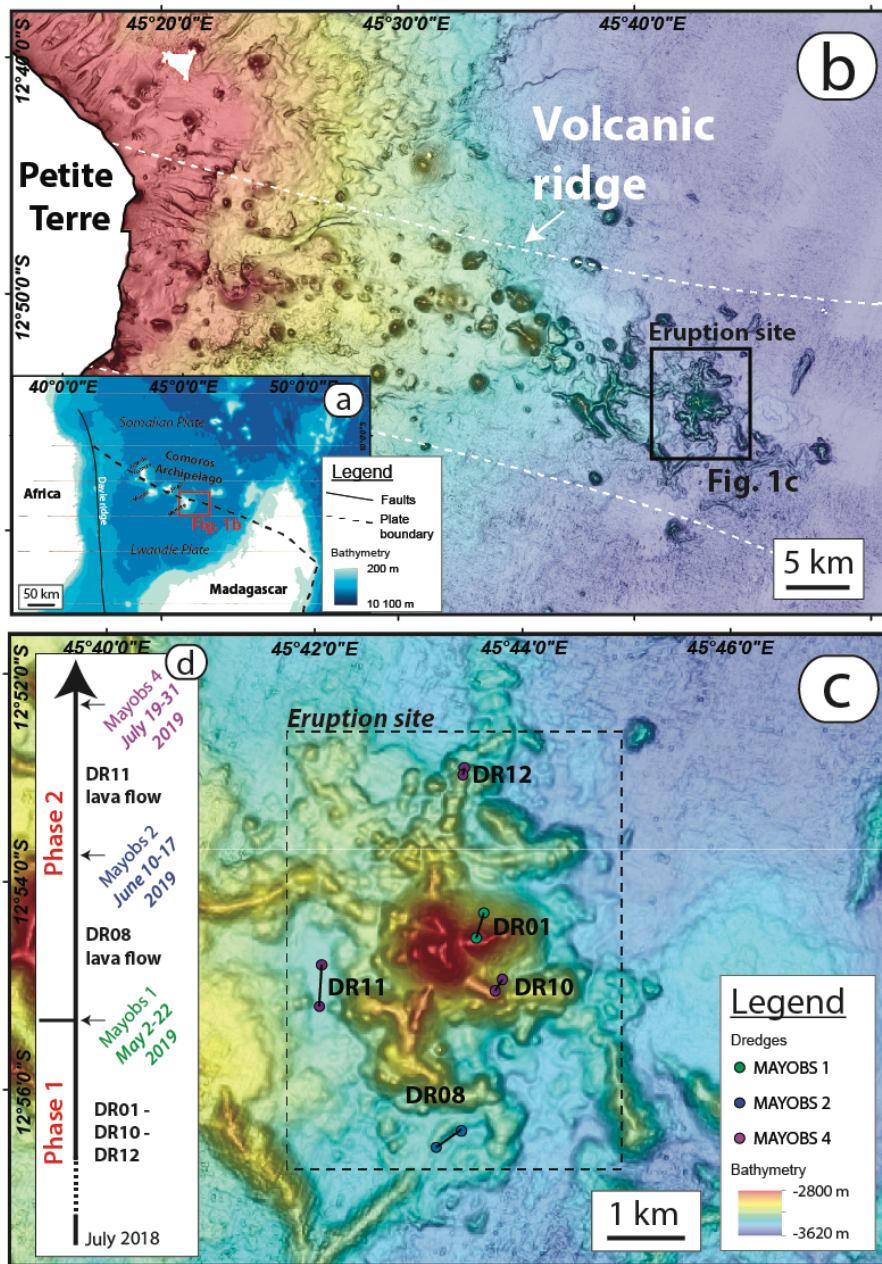 45°20'0"E
45°30'0"E
45°40'0"E
12°40'0"S
12°50'0"S
b
Volcanic
ridge
Petite
Terre
Eruption site
Fig. 1c
5 km
40°0'0"E
45°0'0"E
50°0'0"E
a
Somalian Plate
Comoros
Archipelago
Africa
Davie ridge
Fig. 1b
Lwandle Plate
Madagascar
50 km
Legend
Faults
Plate
boundary
Bathymetry
200 m
10 100 m
45°40'0"E
45°42'0"E
45°44'0"E
45°46'0"E
12°52'0"S
12°54'0"S
12°56'0"S
c
Eruption site
DR12
DR01
DR11
DR10
DR08
1 km
Legend
Dredges
MAYOBS 1
MAYOBS 2
MAYOBS 4
Bathymetry
-2800 m
-3620 m
d
Mayobs 4
July 19-31
2019
DR11
lava flow
Phase 2
Mayobs 2
June 10-17
2019
DR08
lava flow
Mayobs 1
May 2-22
2019
Phase 1
DR01 -
DR10 -
DR12
July 2018